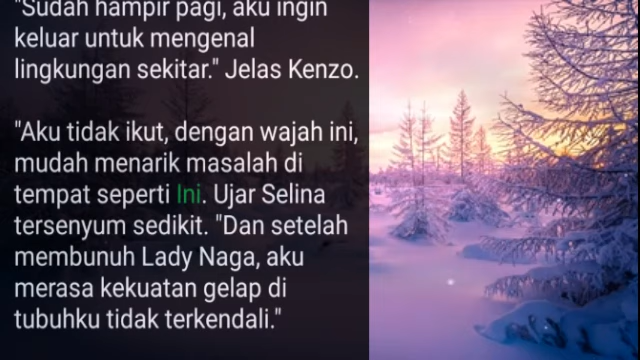 "Sudah hampir pagi, aku ingin
keluar untuk mengenal
lingkungan sekitar." Jelas Kenzo.
"Aku tidak ikut, dengan wajah ini,
mudah menarik masalah di
tempat seperti Ini. Ujar Selina
tersenyum sedikit. "Dan setelah
membunuh Lady Naga, aku
merasa kekuatan gelap di
tubuhku tidak terkendali."